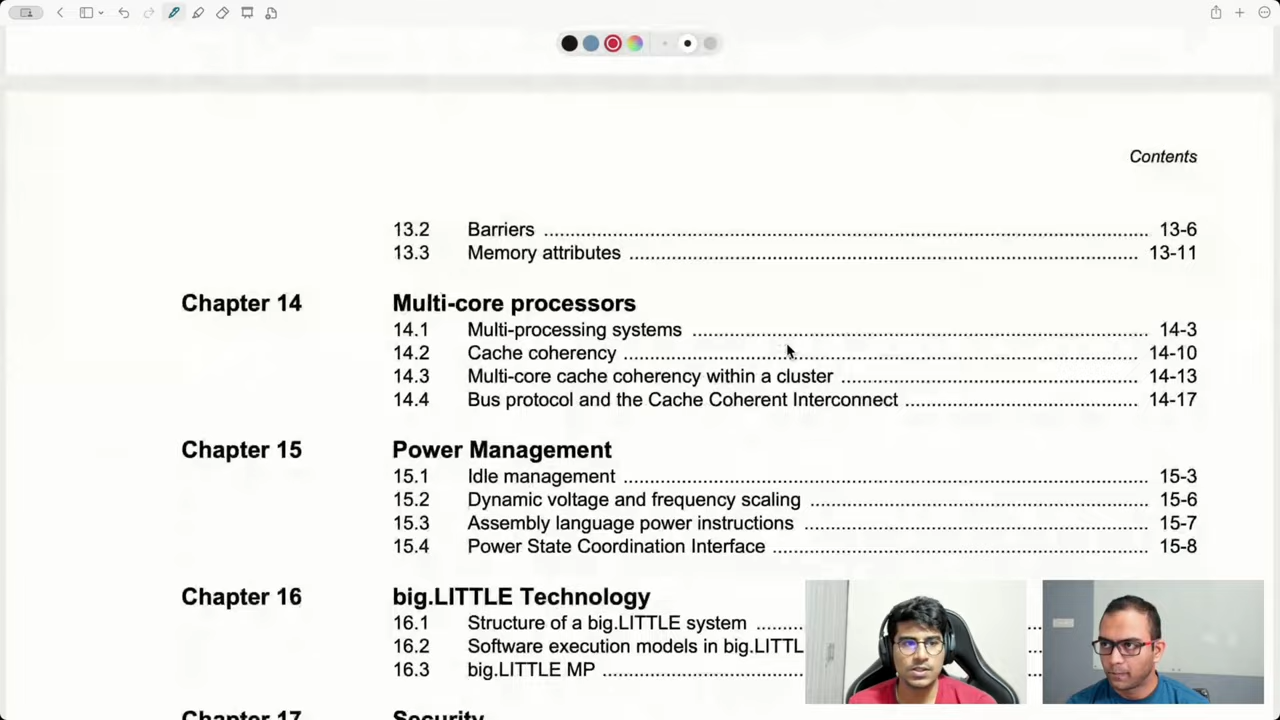 Contents
13.2 Barriers ........................................................................ 13-6
13.3 Memory attributes ........................................................................ 13-11
Chapter 14 Multi-core processors
14.1 Multi-processing systems ........................................................................ 14-3
14.2 Cache coherency ........................................................................ 14-10
14.3 Multi-core cache coherency within a cluster ........................................................................ 14-13
14.4 Bus protocol and the Cache Coherent Interconnect ........................................................................ 14-17
Chapter 15 Power Management
15.1 Idle management ........................................................................ 15-3
15.2 Dynamic voltage and frequency scaling ........................................................................ 15-6
15.3 Assembly language power instructions ........................................................................ 15-7
15.4 Power State Coordination Interface ........................................................................ 15-8
Chapter 16 big.LITTLE Technology
16.1 Structure of a big.LITTLE system ........
16.2 Software execution models in big.LITTL
16.3 big.LITTLE MP ........................................
Chapter 17 Security